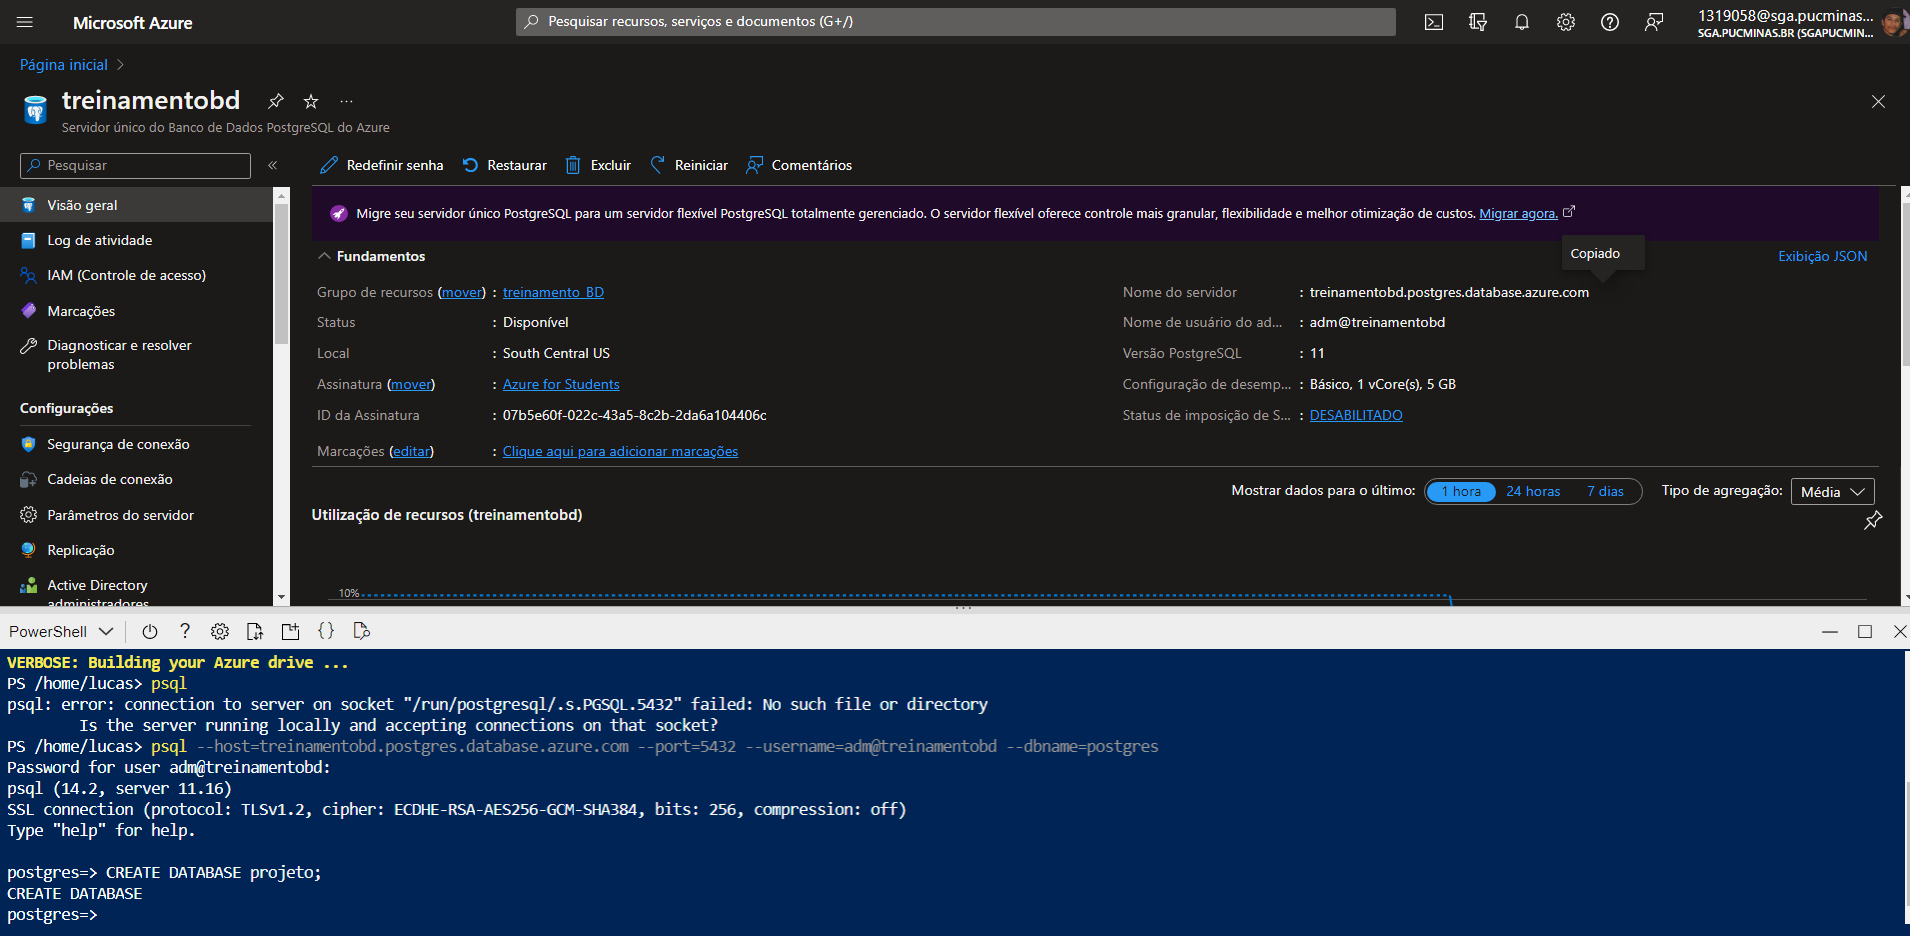 Microsoft Azure
Pesquisar recursos, serviços e documentos (G+/)
1319058@sga.pucminas...
SGA.PUCMINAS.BR (SGAPUCMIN...
Página inicial
treinamentobd
Servidor único do Banco de Dados PostgreSQL do Azure
Pesquisar
Redefinir senha
Restaurar
Excluir
Reiniciar
Comentários
Visão geral
Log de atividade
IAM (Controle de acesso)
Marcações
Diagnosticar e resolver
problemas
Configurações
Segurança de conexão
Cadeias de conexão
Parâmetros do servidor
Replicação
Active Directory
administradores
Migre seu servidor único PostgreSQL para um servidor flexível PostgreSQL totalmente gerenciado. O servidor flexível oferece controle mais granular, flexibilidade e melhor otimização de custos. Migrar agora.
Copiado
Fundamentos
Exibição JSON
Grupo de recursos (mover) : treinamento_BD
Status : Disponível
Local : South Central US
Assinatura (mover) : Azure for Students
ID da Assinatura : 07b5e60f-022c-43a5-8c2b-2da6a104406c
Marcações (editar) : Clique aqui para adicionar marcações
Nome do servidor : treinamentobd.postgres.database.azure.com
Nome de usuário do ad... : adm@treinamentobd
Versão PostgreSQL : 11
Configuração de desemp... : Básico, 1 vCore(s), 5 GB
Status de imposição de S... : DESABILITADO
Mostrar dados para o último: 1 hora 24 horas 7 dias Tipo de agregação: Média
Utilização de recursos (treinamentobd)
10%
PowerShell
VERBOSE: Building your Azure drive ...
PS /home/lucas> psql
psql: error: connection to server on socket "/run/postgresql/.s.PGSQL.5432" failed: No such file or directory
Is the server running locally and accepting connections on that socket?
PS /home/lucas> psql --host=treinamentobd.postgres.database.azure.com --port=5432 --username=adm@treinamentobd --dbname=postgres
Password for user adm@treinamentobd:
psql (14.2, server 11.16)
SSL connection (protocol: TLSv1.2, cipher: ECDHE-RSA-AES256-GCM-SHA384, bits: 256, compression: off)
Type "help" for help.
postgres=> CREATE DATABASE projeto;
CREATE DATABASE
postgres=>